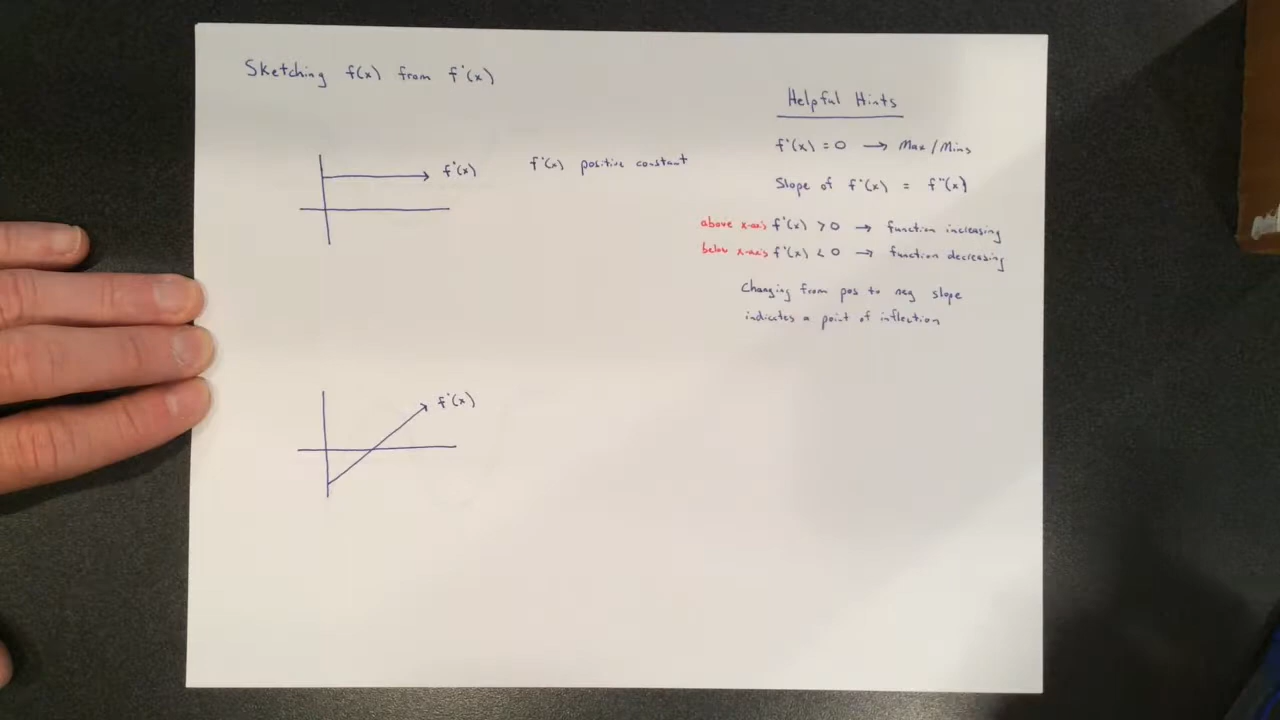 Sketching f(x) from f'(x)
f'(x)
f'(x) positive constant
f'(x)
Helpful Hints
f'(x) = 0 → Max/Mins
Slope of f'(x) = f''(x)
above x-axis f'(x) > 0 → function increasing
below x-axis f'(x) < 0 → function decreasing
Changing from pos to neg slope
indicates a point of inflection